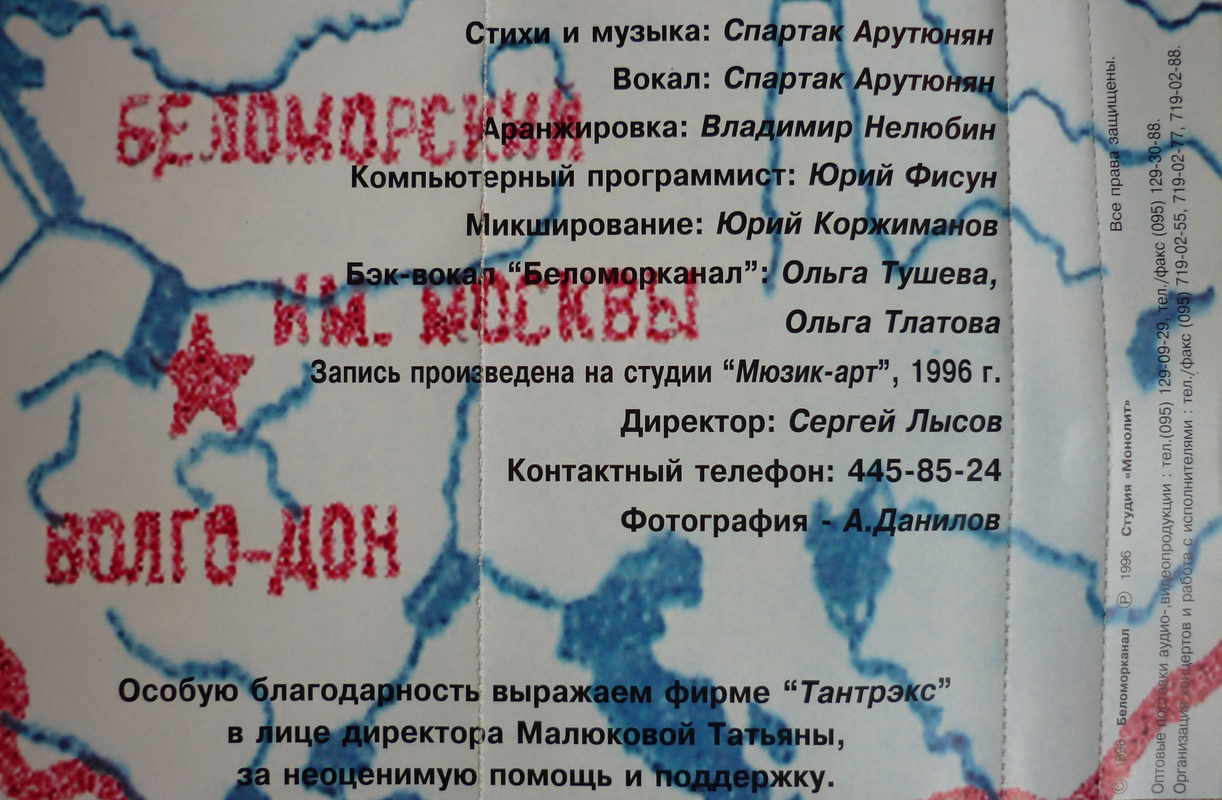 Стихи и музыка: Спартак Арутюнян
Вокал: Спартак Арутюнян
БЕЛОМОРСКИЙ
Аранжировка: Владимир Нелюбин
Компьютерный программист: Юрий Фисун
Микширование: Юрий Коржиманов
Бэк-вокал “Беломорканал”: Ольга Тушева,
ИМ. МОСКВЫ
Ольга Тлатова
Запись произведена на студии “Мюзик-арт”, 1996 г.
Директор: Сергей Лысов
Контактный телефон: 445-85-24
Фотография - А.Данилов
ВОЛГО-ДОН
Особую благодарность выражаем фирме “Тантрэкс”
в лице директора Малюковой Татьяны,
за неоценимую помощь и поддержку.
© 1996 Беломорканал Ⓟ 1996 Студия «Монолит» Все права защищены.
Оптовые поставки аудио-,видеопродукции : тел.(095) 129-09-29, тел./факс (095) 129-30-88.
Организация концертов и работа с исполнителями : тел./факс (095) 719-02-55, 719-02-77, 719-02-88.